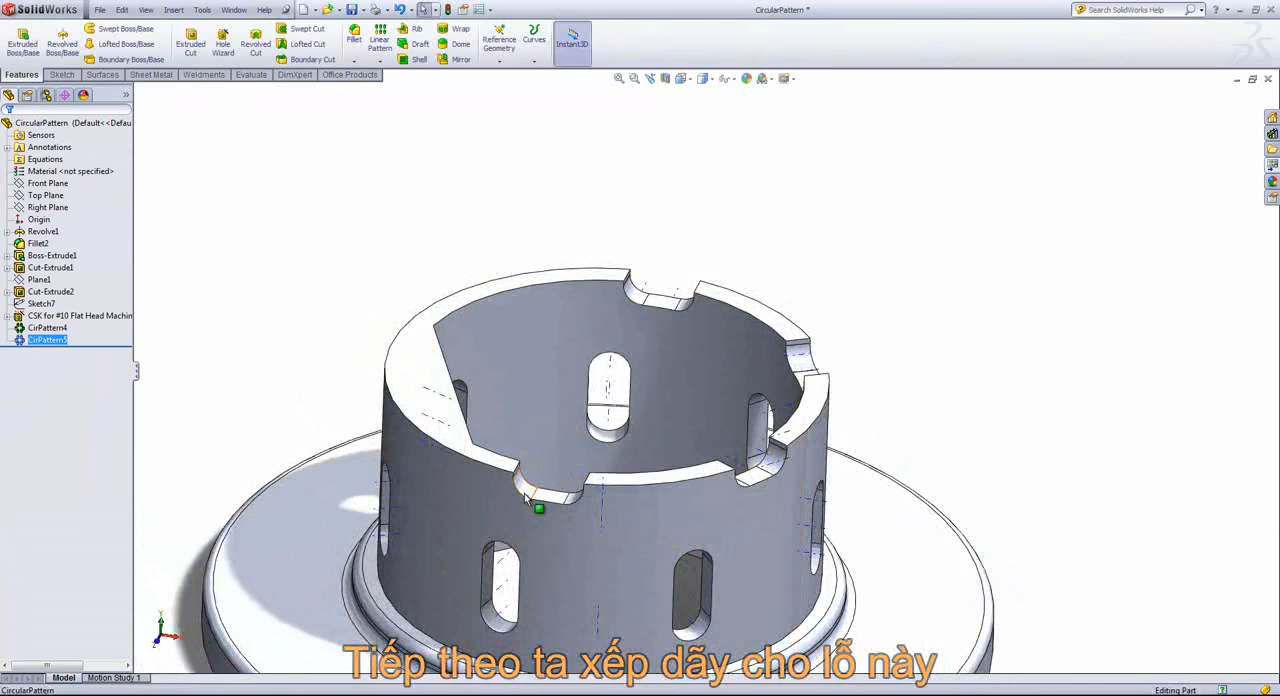 SolidWorks File Edit View Insert Tools Window Help CircularPattern * Search SolidWorks Help
Extruded Boss/Base
Revolved Boss/Base
Swept Boss/Base
Lofted Boss/Base
Boundary Boss/Base
Extruded Cut
Hole Wizard
Revolved Cut
Swept Cut
Lofted Cut
Boundary Cut
Fillet
Linear Pattern
Rib
Draft
Shell
Wrap
Dome
Mirror
Reference Geometry
Curves
Instant3D
Features Sketch Surfaces Sheet Metal Weldments Evaluate DimXpert Office Products
CircularPattern (Default<<Defau
Sensors
Annotations
Equations
Material <not specified>
Front Plane
Top Plane
Right Plane
Origin
Revolve1
Fillet2
Boss-Extrude1
Cut-Extrude1
Plane1
Cut-Extrude2
Sketch7
CSK for #10 Flat Head Machin
CirPattern4
CirPattern5
Tiếp theo ta xếp dãy cho lỗ này
Model Motion Study 1
CircularPattern Editing Part